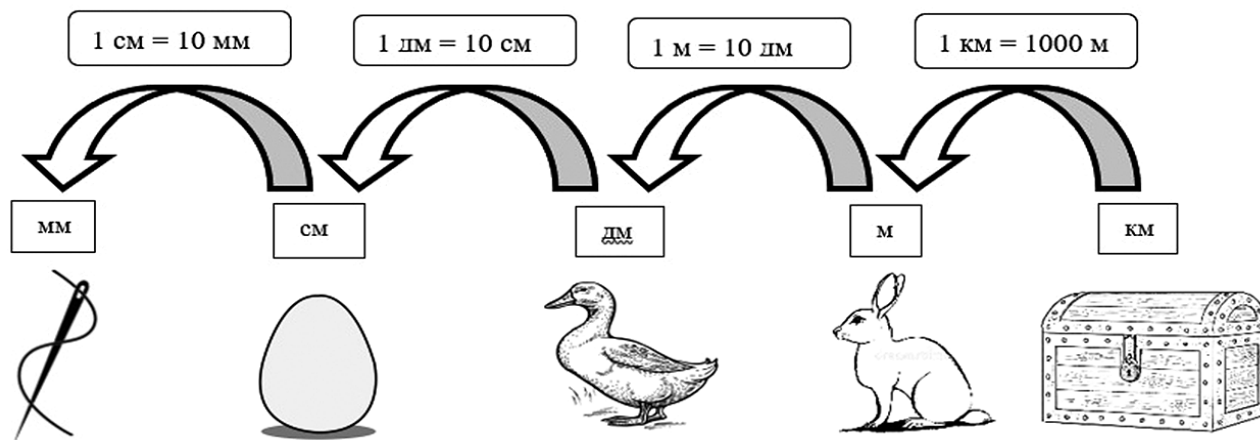 1 см = 10 мм
1 дм = 10 см
1 м = 10 дм
1 км = 1000 м
мм
см
дм
м
км